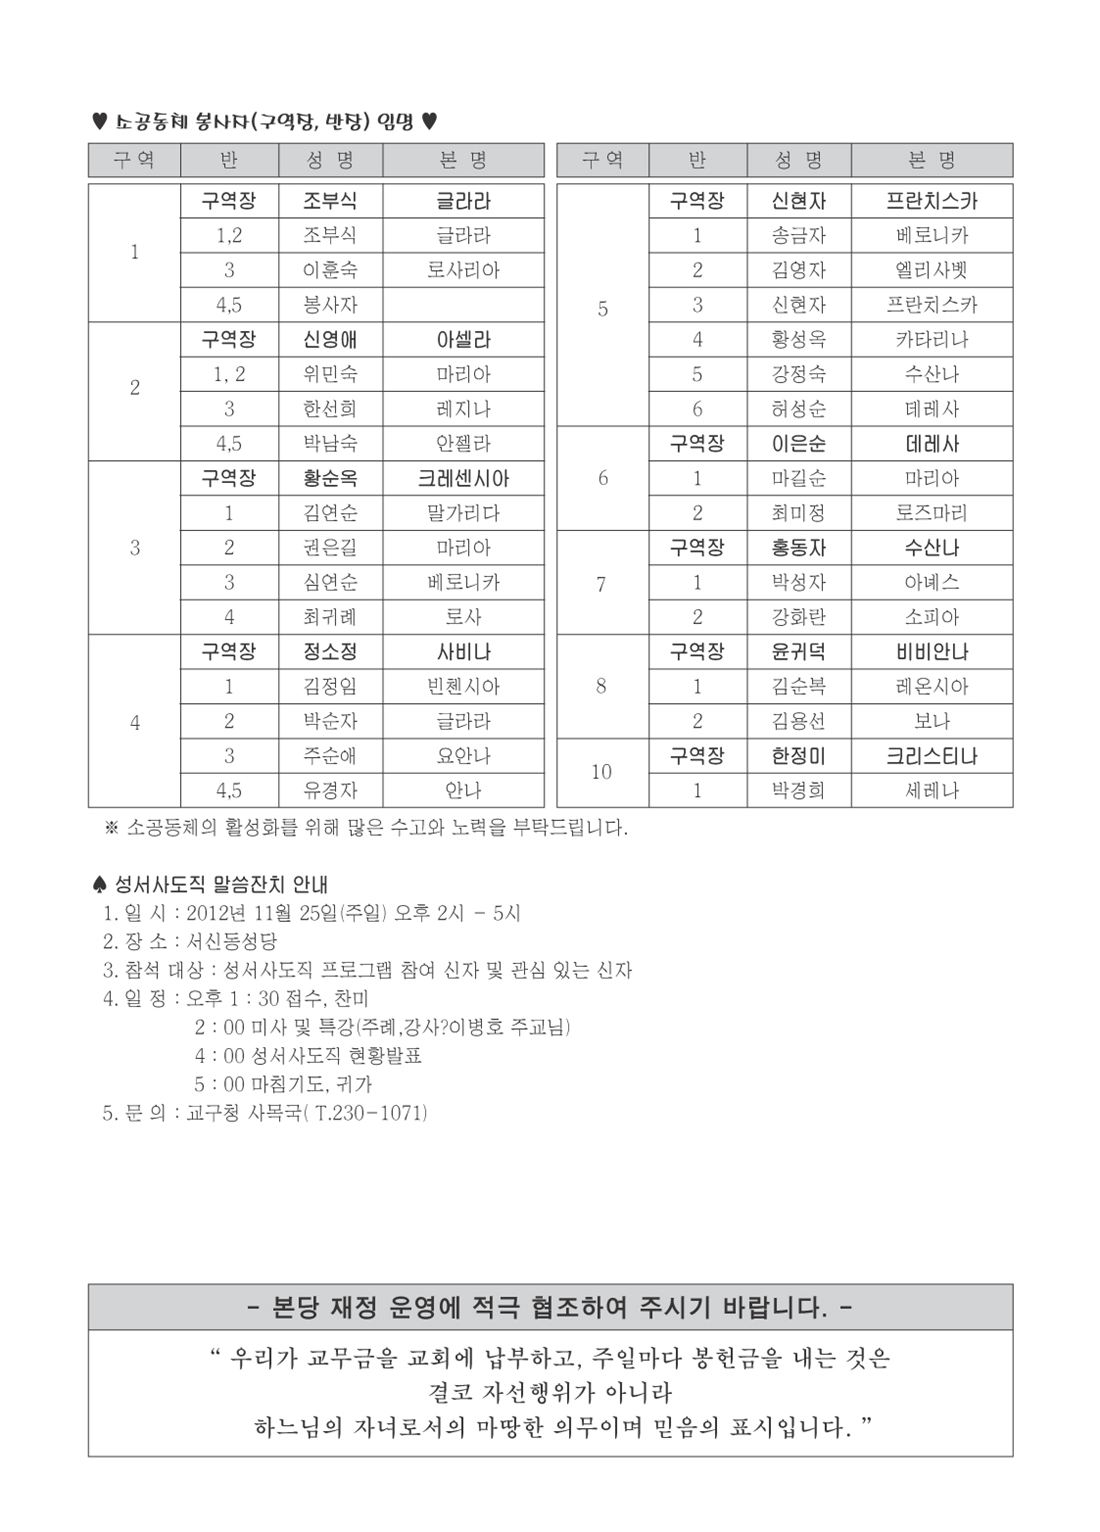 ♥ 소공동체 봉사자(구역장, 반장) 임명 ♥
구 역 반 성 명 본 명
1 구역장 조부식 글라라
1,2 조부식 글라라
3 이훈숙 로사리아
4,5 봉사자
2 구역장 신영애 아셀라
1, 2 위민숙 마리아
3 한선희 레지나
4,5 박남숙 안젤라
3 구역장 황순옥 크레센시아
1 김연순 말가리다
2 권은길 마리아
3 심연순 베로니카
4 최귀례 로사
4 구역장 정소정 사비나
1 김정임 빈첸시아
2 박순자 글라라
3 주순애 요안나
4,5 유경자 안나
구 역 반 성 명 본 명
5 구역장 신현자 프란치스카
1 송금자 베로니카
2 김영자 엘리사벳
3 신현자 프란치스카
4 황성옥 카타리나
5 강정숙 수산나
6 허성순 데레사
6 구역장 이은순 데레사
1 마길순 마리아
2 최미정 로즈마리
7 구역장 홍동자 수산나
1 박성자 아녜스
2 강화란 소피아
8 구역장 윤귀덕 비비안나
1 김순복 레온시아
2 김용선 보나
10 구역장 한정미 크리스티나
1 박경희 세레나
※ 소공동체의 활성화를 위해 많은 수고와 노력을 부탁드립니다.
♠ 성서사도직 말씀잔치 안내
1. 일 시 : 2012년 11월 25일(주일) 오후 2시 - 5시
2. 장 소 : 서신동성당
3. 참석 대상 : 성서사도직 프로그램 참여 신자 및 관심 있는 신자
4. 일 정 : 오후 1 : 30 접수, 찬미
2 : 00 미사 및 특강(주례,강사?이병호 주교님)
4 : 00 성서사도직 현황발표
5 : 00 마침기도, 귀가
5. 문 의 : 교구청 사목국( T.230-1071)
- 본당 재정 운영에 적극 협조하여 주시기 바랍니다. -
“ 우리가 교무금을 교회에 납부하고, 주일마다 봉헌금을 내는 것은
결코 자선행위가 아니라
하느님의 자녀로서의 마땅한 의무이며 믿음의 표시입니다. ”